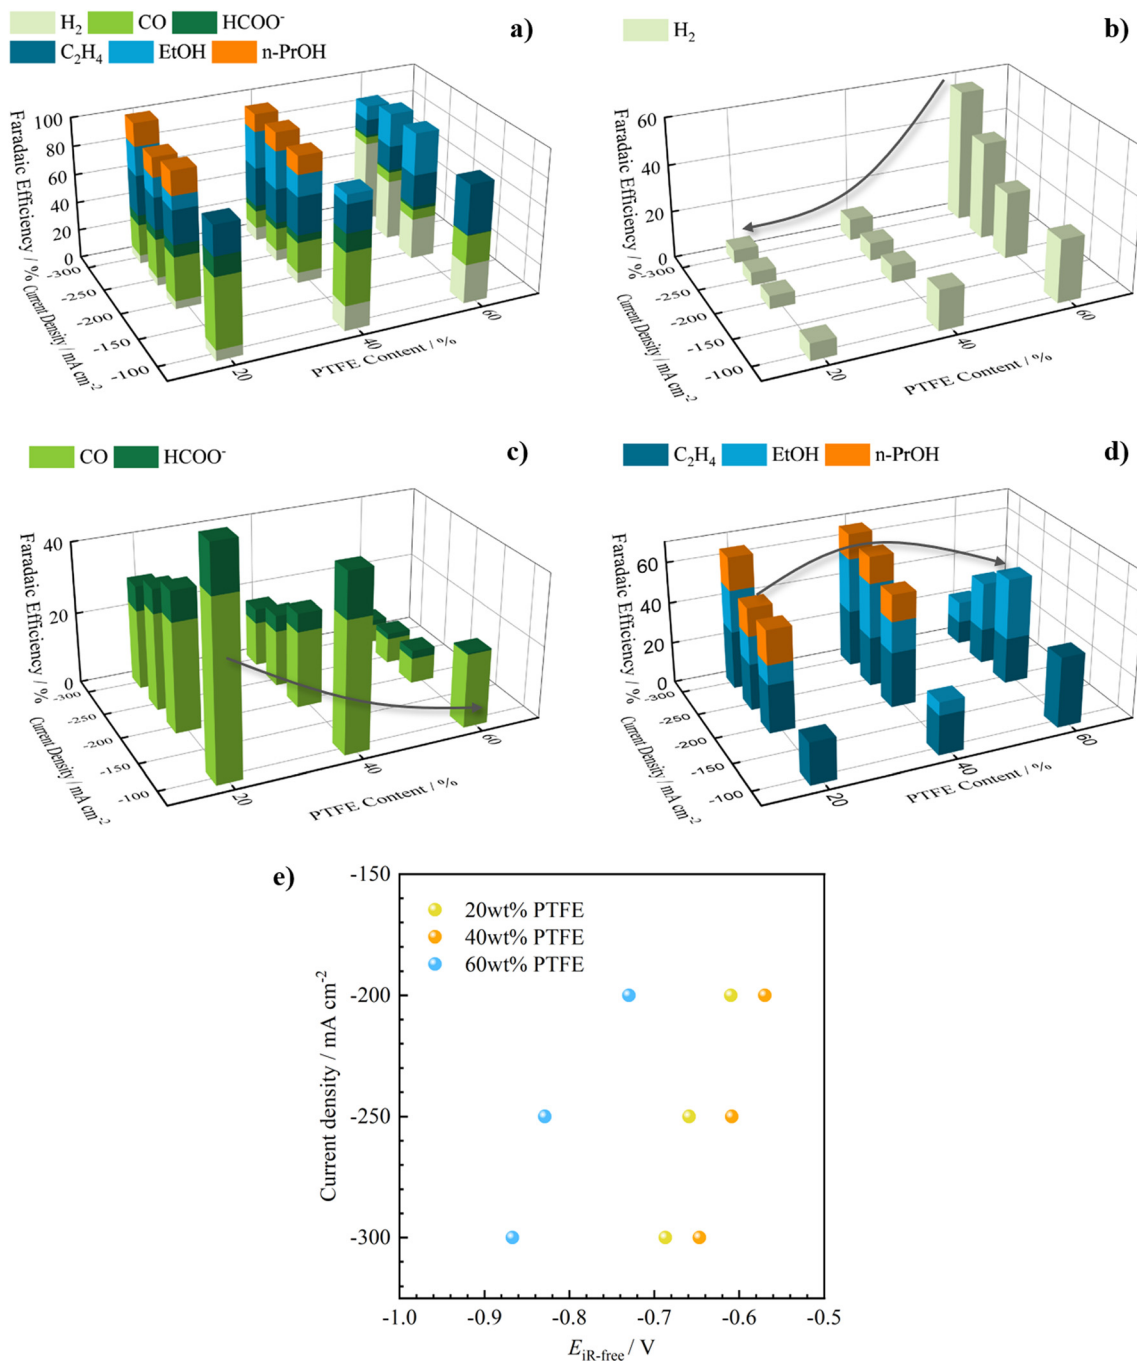 H₂ CO HCOO⁻
C₂H₄ EtOH n-PrOH
a)
Faradaic Efficiency / %
100
80
60
40
20
0
-300
-250
-200
-150
-100
Current Density / mA cm⁻²
20
40
60
PTFE Content / %
H₂
b)
Faradaic Efficiency / %
60
40
20
0
-300
-250
-200
-150
-100
Current Density / mA cm⁻²
20
40
60
PTFE Content / %
CO HCOO⁻
c)
Faradaic Efficiency / %
40
20
0
-300
-250
-200
-150
-100
Current Density / mA cm⁻²
20
40
60
PTFE Content / %
C₂H₄ EtOH n-PrOH
d)
Faradaic Efficiency / %
60
40
20
0
-300
-250
-200
-150
-100
Current Density / mA cm⁻²
20
40
60
PTFE Content / %
e)
20wt% PTFE
40wt% PTFE
60wt% PTFE
Current density / mA cm⁻²
-150
-200
-250
-300
-1.0 -0.9 -0.8 -0.7 -0.6 -0.5
E iR-free / V